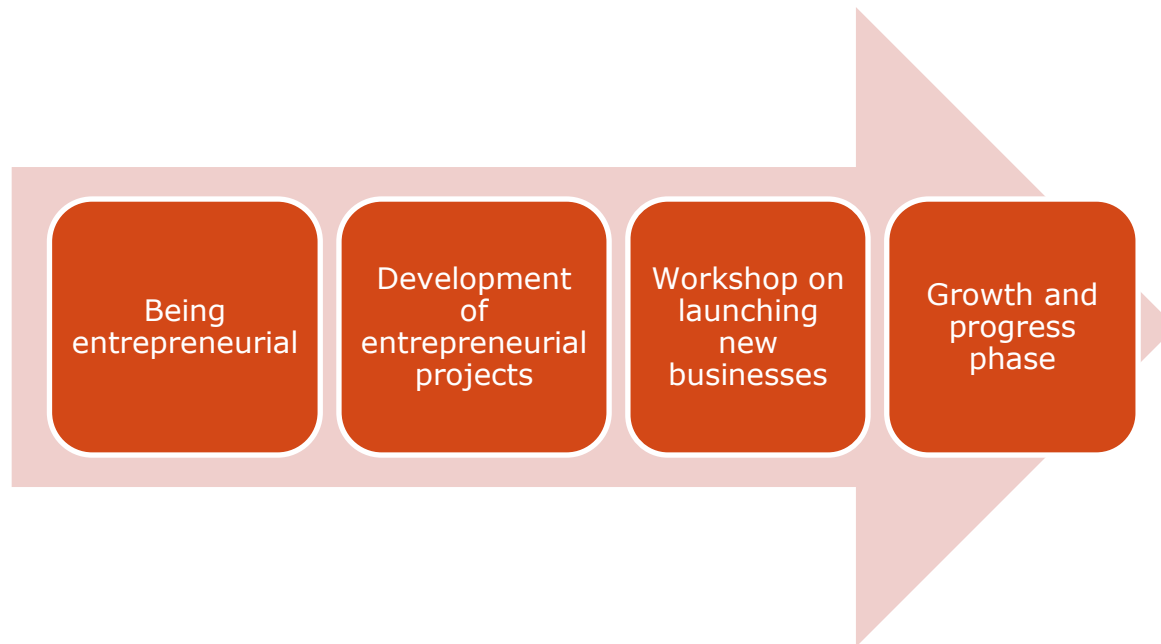 Being
entrepreneurial
Development
of
entrepreneurial
projects
Workshop on
launching
new
businesses
Growth and
progress
phase